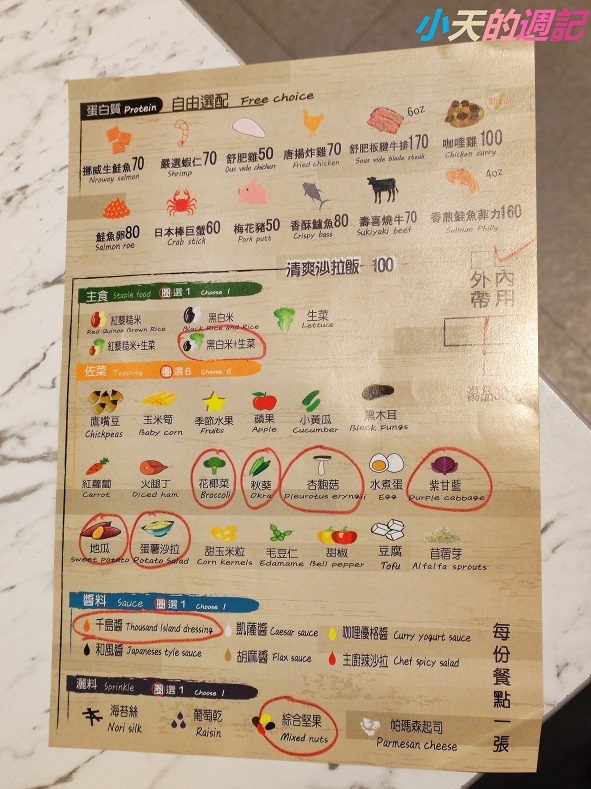 小天的週記
蛋白質 Protein 自由選配 Free choice
挪威生鮭魚70 嚴選蝦仁70 舒肥雞50 唐揚炸雞70 舒肥板腱牛排170 6oz 咖哩雞100
Nroway salmon Shrimp Ous vide chicken Fried chicken Sous vide blade steak Chicken curry
鮭魚卵80 日本棒巨蟹60 梅花豬50 香酥鱸魚80 壽喜燒牛70 香煎鮭魚菲力160 4oz
Salmon roe Crab stick Pork putt Crispy bass Sukiyaki beef Salmon Philly
清爽沙拉飯 100
內用
外帶
主食 Staple food 圈選1 Choose 1
紅藜糙米 黑白米 生菜
Red Quinoa Brown Rice Black Rice and Rice Lettuce
紅藜糙米+生菜 黑白米+生菜
佐菜 Topping 圈選6 Choose 6
鷹嘴豆 玉米筍 季節水果 蘋果 小黃瓜 黑木耳
Chickpeas Baby corn Fruits Apple Cucumber Black Fungs
紅蘿蔔 火腿丁 花椰菜 秋葵 杏鮑菇 水煮蛋 紫甘藍
Carrot Diced ham Broccoli Okra Pleurotus eryngii Egg Purple cabbage
地瓜 蛋薯沙拉 甜玉米粒 毛豆仁 甜椒 豆腐 苜蓿芽
Sweet potato Potato Salad Corn kernels Edamame Bell pepper Tofu Alfalfa sprouts
醬料 Sauce 圈選1 Choose 1
千島醬 Thousand Island dressing 凱薩醬 Caesar sauce 咖哩優格醬 Curry yogurt sauce
和風醬 Japaneses tyle sauce 胡麻醬 Flax sauce 主廚辣沙拉 Chef spicy salad
灑料 Sprinkle 圈選1 Choose 1
海苔絲 葡萄乾 綜合堅果 帕瑪森起司
Nori silk Raisin Mixed nuts Parmesan cheese
每份餐點一張